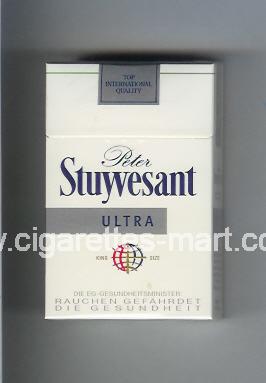 TOP
INTERNATIONAL
QUALITY
Peter
Stuyvesant
ULTRA
www.cigarettes-mart.com
KING SIZE
DIE EG-GESUNDHEITSMINISTER:
RAUCHEN GEFÄHRDET
DIE GESUNDHEIT